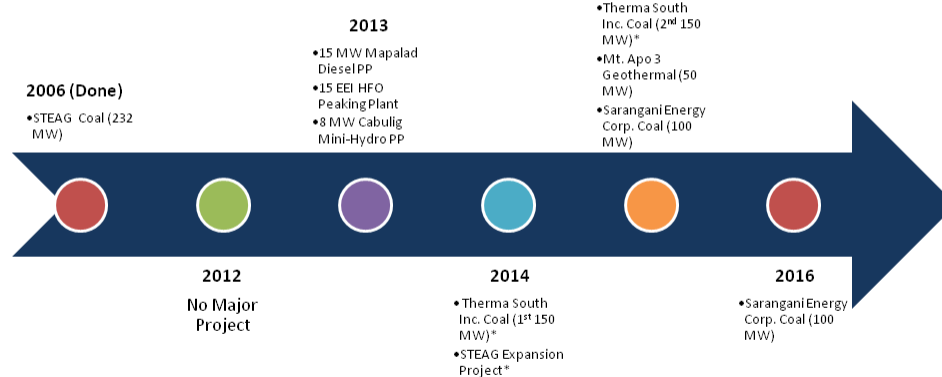 2006 (Done)
•STEAG Coal (232
MW)
2012
No Major
Project
2013
•15 MW Mapalad
Diesel PP
•15 EEI HFO
Peaking Plant
•8 MW Cabulig
Mini-Hydro PP
2014
• Therma South
Inc. Coal (1st 150
MW)*
•STEAG Expansion
Project*
•Therma South
Inc. Coal (2nd 150
MW)*
•Mt. Apo 3
Geothermal (50
MW)
•Sarangani Energy
Corp. Coal (100
MW)
2016
•Sarangani Energy
Corp. Coal (100
MW)